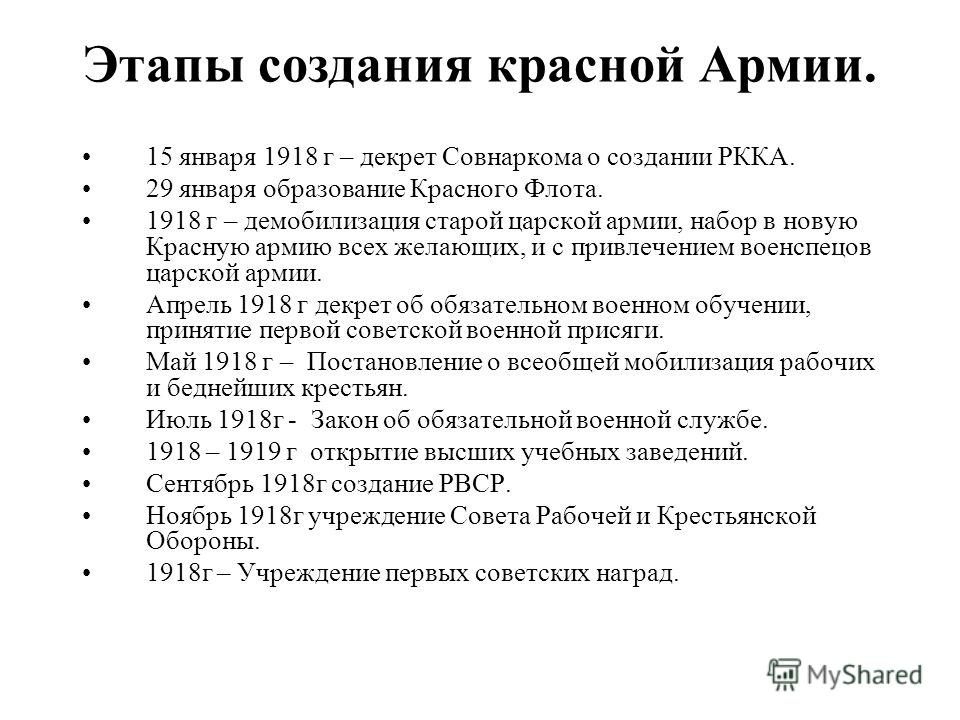 Этапы создания красной Армии.
• 15 января 1918 г – декрет Совнаркома о создании РККА.
• 29 января образование Красного Флота.
• 1918 г – демобилизация старой царской армии, набор в новую
Красную армию всех желающих, и с привлечением военспецов
царской армии.
• Апрель 1918 г декрет об обязательном военном обучении,
принятие первой советской военной присяги.
• Май 1918 г – Постановление о всеобщей мобилизация рабочих
и беднейших крестьян.
• Июль 1918г - Закон об обязательной военной службе.
• 1918 – 1919 г открытие высших учебных заведений.
• Сентябрь 1918г создание РВСР.
• Ноябрь 1918г учреждение Совета Рабочей и Крестьянской
Обороны.
• 1918г – Учреждение первых советских наград.
MyShared